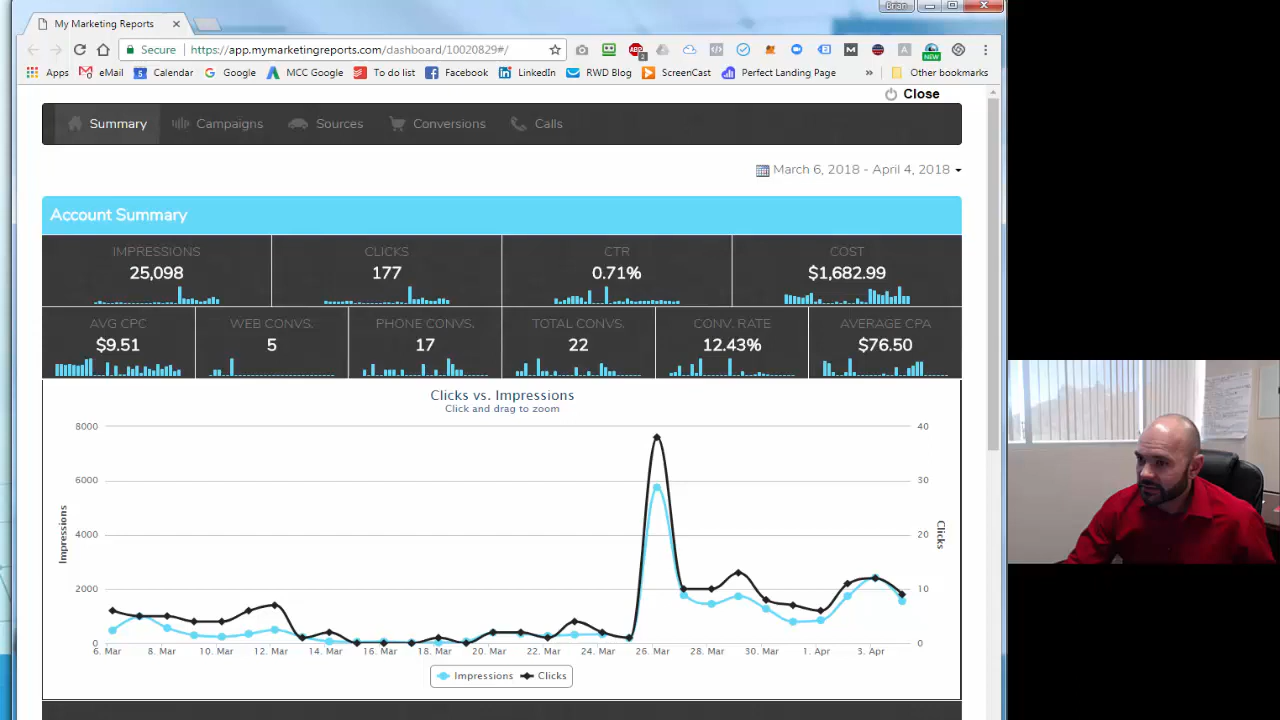 Brian
My Marketing Reports
Secure https://app.mymarketingreports.com/dashboard/10020829#/
ABP 2 M A NEW
Apps eMail 5 Calendar Google MCC Google To do list Facebook LinkedIn RWD Blog ScreenCast Perfect Landing Page » Other bookmarks
Close
Summary Campaigns Sources Conversions Calls
March 6, 2018 - April 4, 2018
Account Summary
IMPRESSIONS CLICKS CTR COST
25,098 177 0.71% $1,682.99
AVG CPC WEB CONVS. PHONE CONVS. TOTAL CONVS. CONV. RATE AVERAGE CPA
$9.51 5 17 22 12.43% $76.50
Clicks vs. Impressions
Click and drag to zoom
8000 40
6000 30
Impressions
4000 20
Clicks
2000 10
0 0
6. Mar 8. Mar 10. Mar 12. Mar 14. Mar 16. Mar 18. Mar 20. Mar 22. Mar 24. Mar 26. Mar 28. Mar 30. Mar 1. Apr 3. Apr
Impressions Clicks